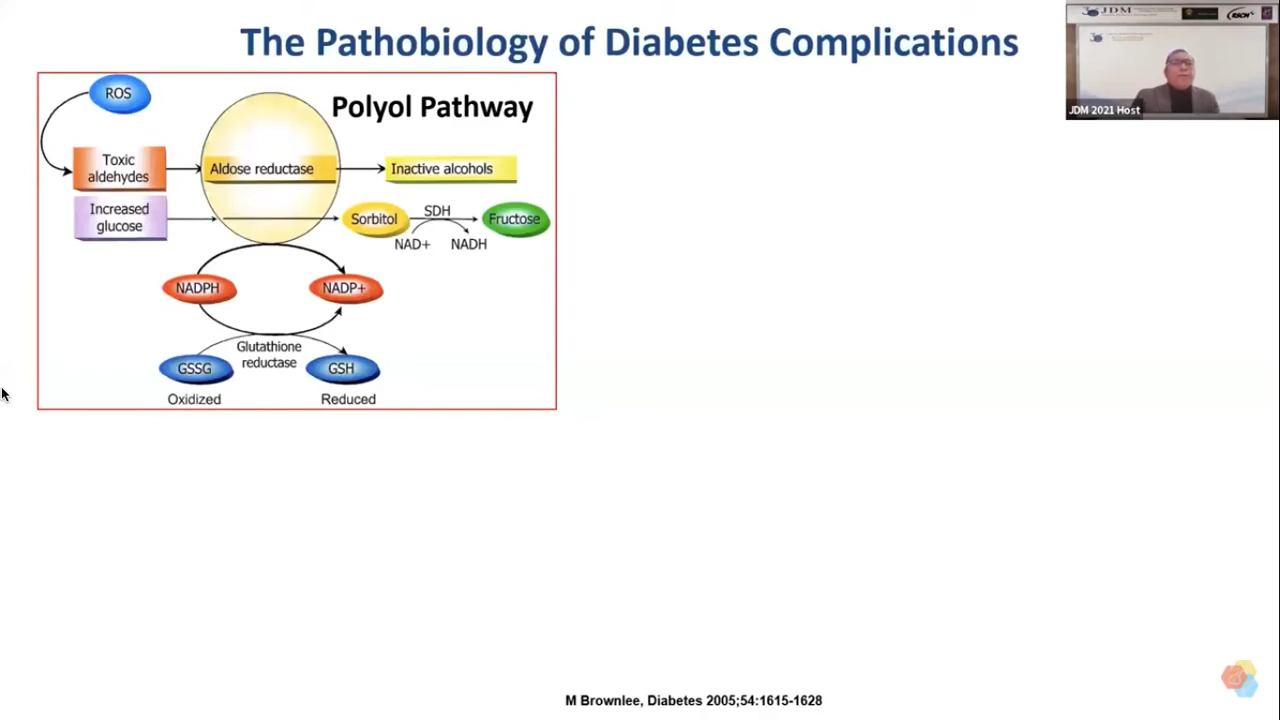 The Pathobiology of Diabetes Complications
JDM
RSCM
JDM 2021 Host
ROS
Polyol Pathway
Toxic
aldehydes
Aldose reductase
Inactive alcohols
Increased
glucose
Sorbitol
SDH
Fructose
NAD+
NADH
NADPH
NADP+
Glutathione
reductase
GSSG
GSH
Oxidized
Reduced
M Brownlee, Diabetes 2005;54:1615-1628